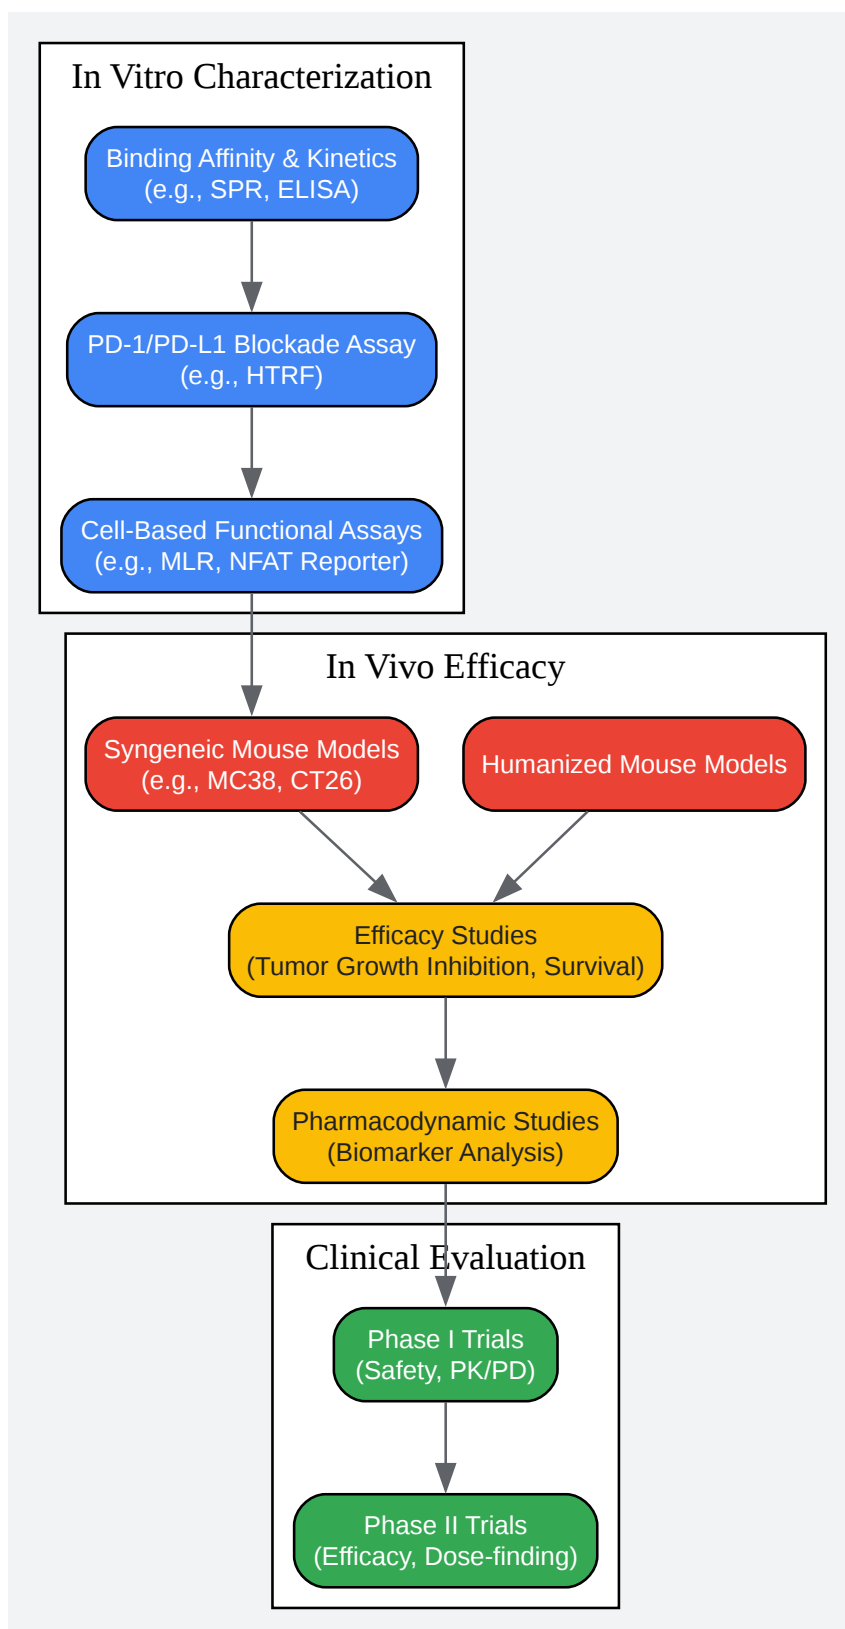 In Vitro Characterization
Binding Affinity & Kinetics
(e.g., SPR, ELISA)
PD-1/PD-L1 Blockade Assay
(e.g., HTRF)
Cell-Based Functional Assays
(e.g., MLR, NFAT Reporter)
In Vivo Efficacy
Syngeneic Mouse Models
(e.g., MC38, CT26)
Humanized Mouse Models
Efficacy Studies
(Tumor Growth Inhibition, Survival)
Pharmacodynamic Studies
(Biomarker Analysis)
Clinical Evaluation
Phase I Trials
(Safety, PK/PD)
Phase II Trials
(Efficacy, Dose-finding)